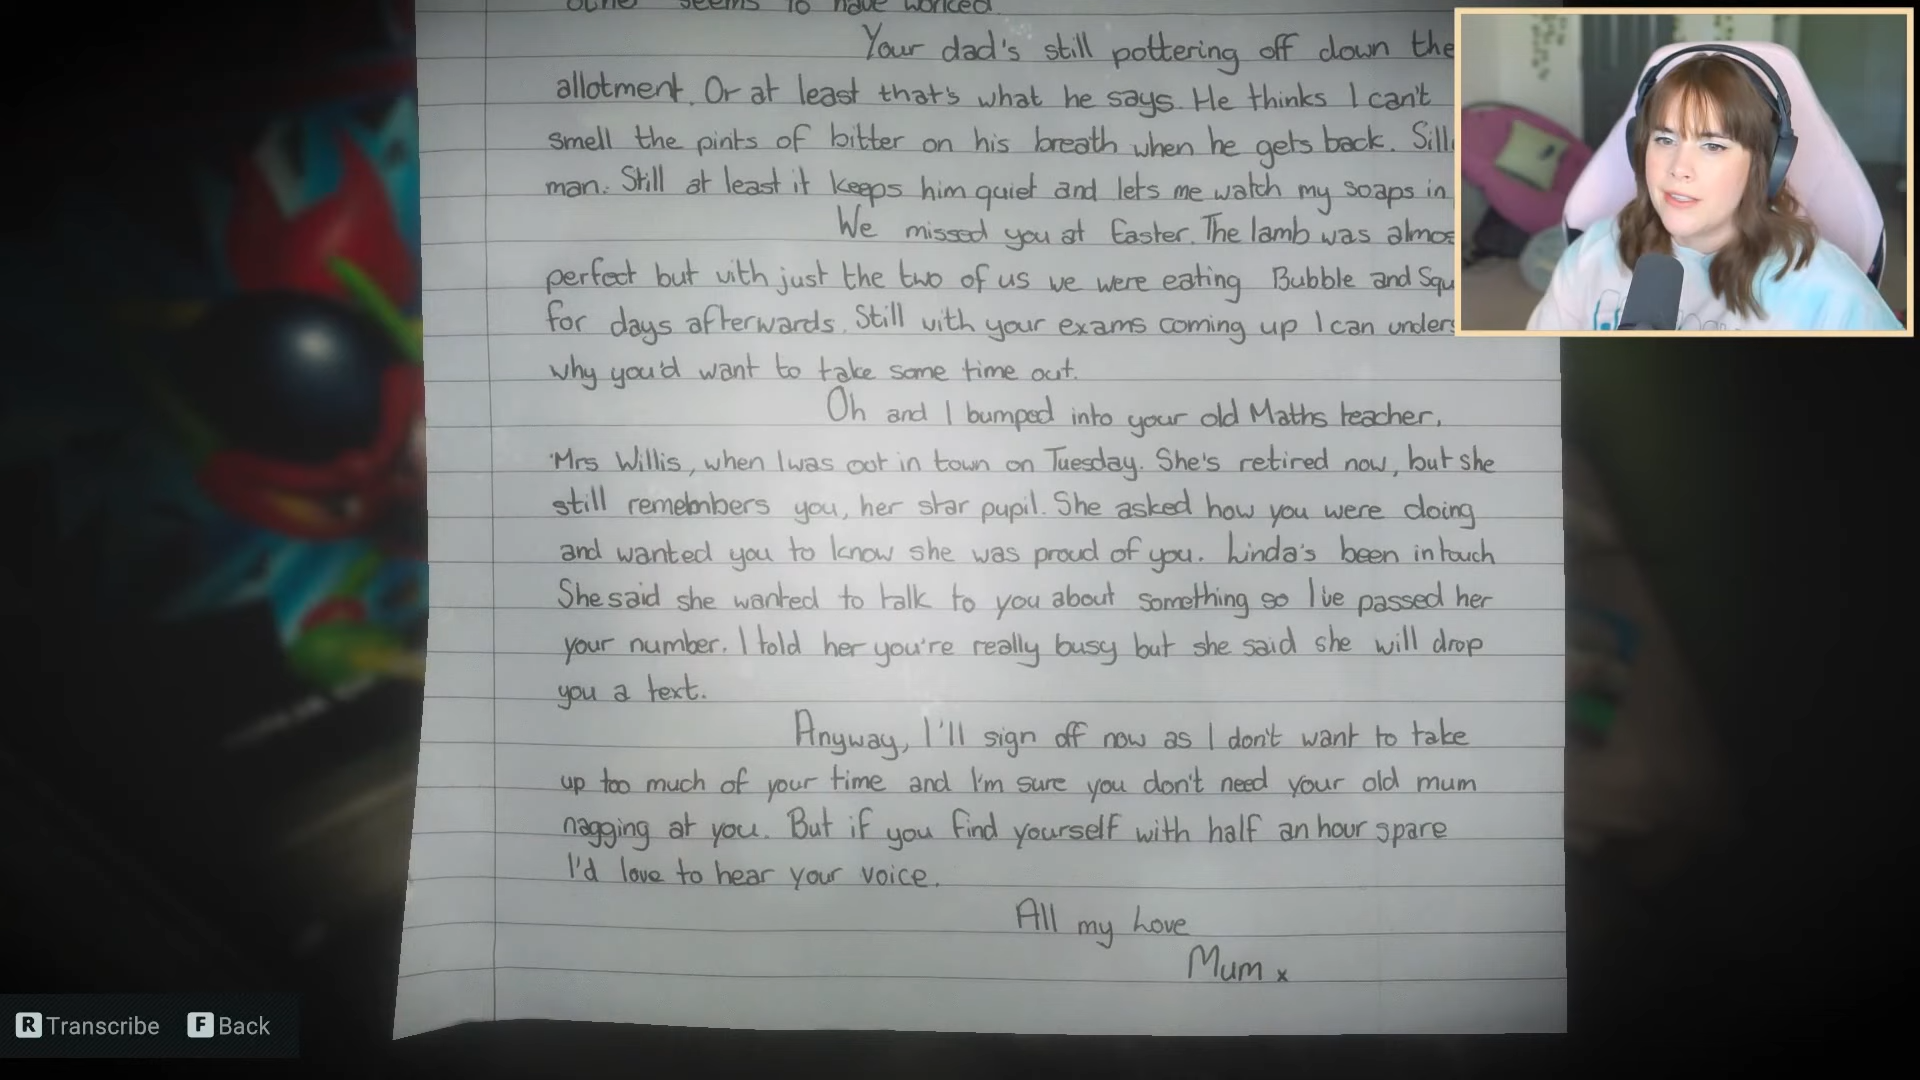 other seems to have worked
Your dad's still pottering off down the
allotment. Or at least that's what he says. He thinks I can't
smell the pints of bitter on his breath when he gets back.
man. Still at least it keeps him quiet and lets me watch my soaps in
We missed you at Easter. The lamb was
perfect but with just the two of us we were eating Bubble and
for days afterwards. Still with your exams coming up I can
why you'd want to take some time out.
Oh and I bumped into your old Maths teacher,
Mrs Willis, when I was out in town on Tuesday. She's retired now, but she
still remembers you, her star pupil. She asked how you were doing
and wanted you to know she was proud of you. Linda's been in touch
She said she wanted to talk to you about something so I've passed her
your number. I told her you're really busy but she said she will drop
you a text.
Anyway, I'll sign off now as I don't want to take
up too much of your time and I'm sure you don't need your old mum
nagging at you. But if you find yourself with half an hour spare
I'd love to hear your voice.
All my Love
Mum x
R Transcribe F Back